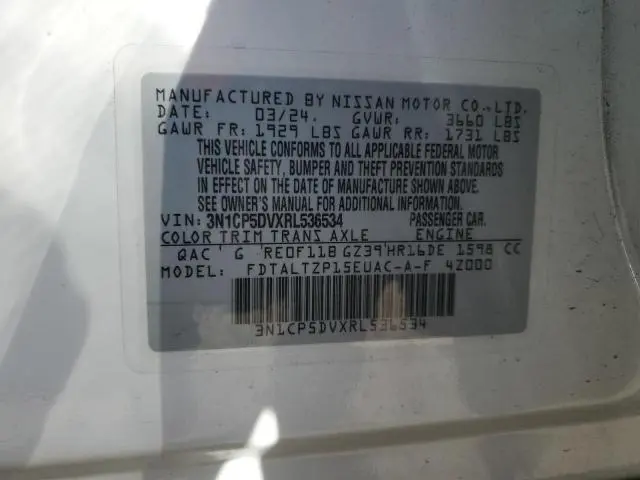 MANUFACTURED BY NISSAN MOTOR CO.,LTD.
DATE: 03/24. GVWR: 3660 LBS
GAWR FR: 1929 LBS GAWR RR: 1731 LBS
THIS VEHICLE CONFORMS TO ALL APPLICABLE FEDERAL MOTOR
VEHICLE SAFETY, BUMPER AND THEFT PREVENTION STANDARDS
IN EFFECT ON THE DATE OF MANUFACTURE SHOWN ABOVE.
SEE OWNER'S MANUAL FOR ADDITIONAL INFORMATION.
VIN: 3N1CP5DVXRL536534 PASSENGER CAR.
COLOR TRIM TRANS AXLE ENGINE
QAC G RE0F11B GZ39 HR16DE 1598 CC
MODEL: FDTALTZP15EUAC-A-F 4Z000
3N1CP5DVXRL536534